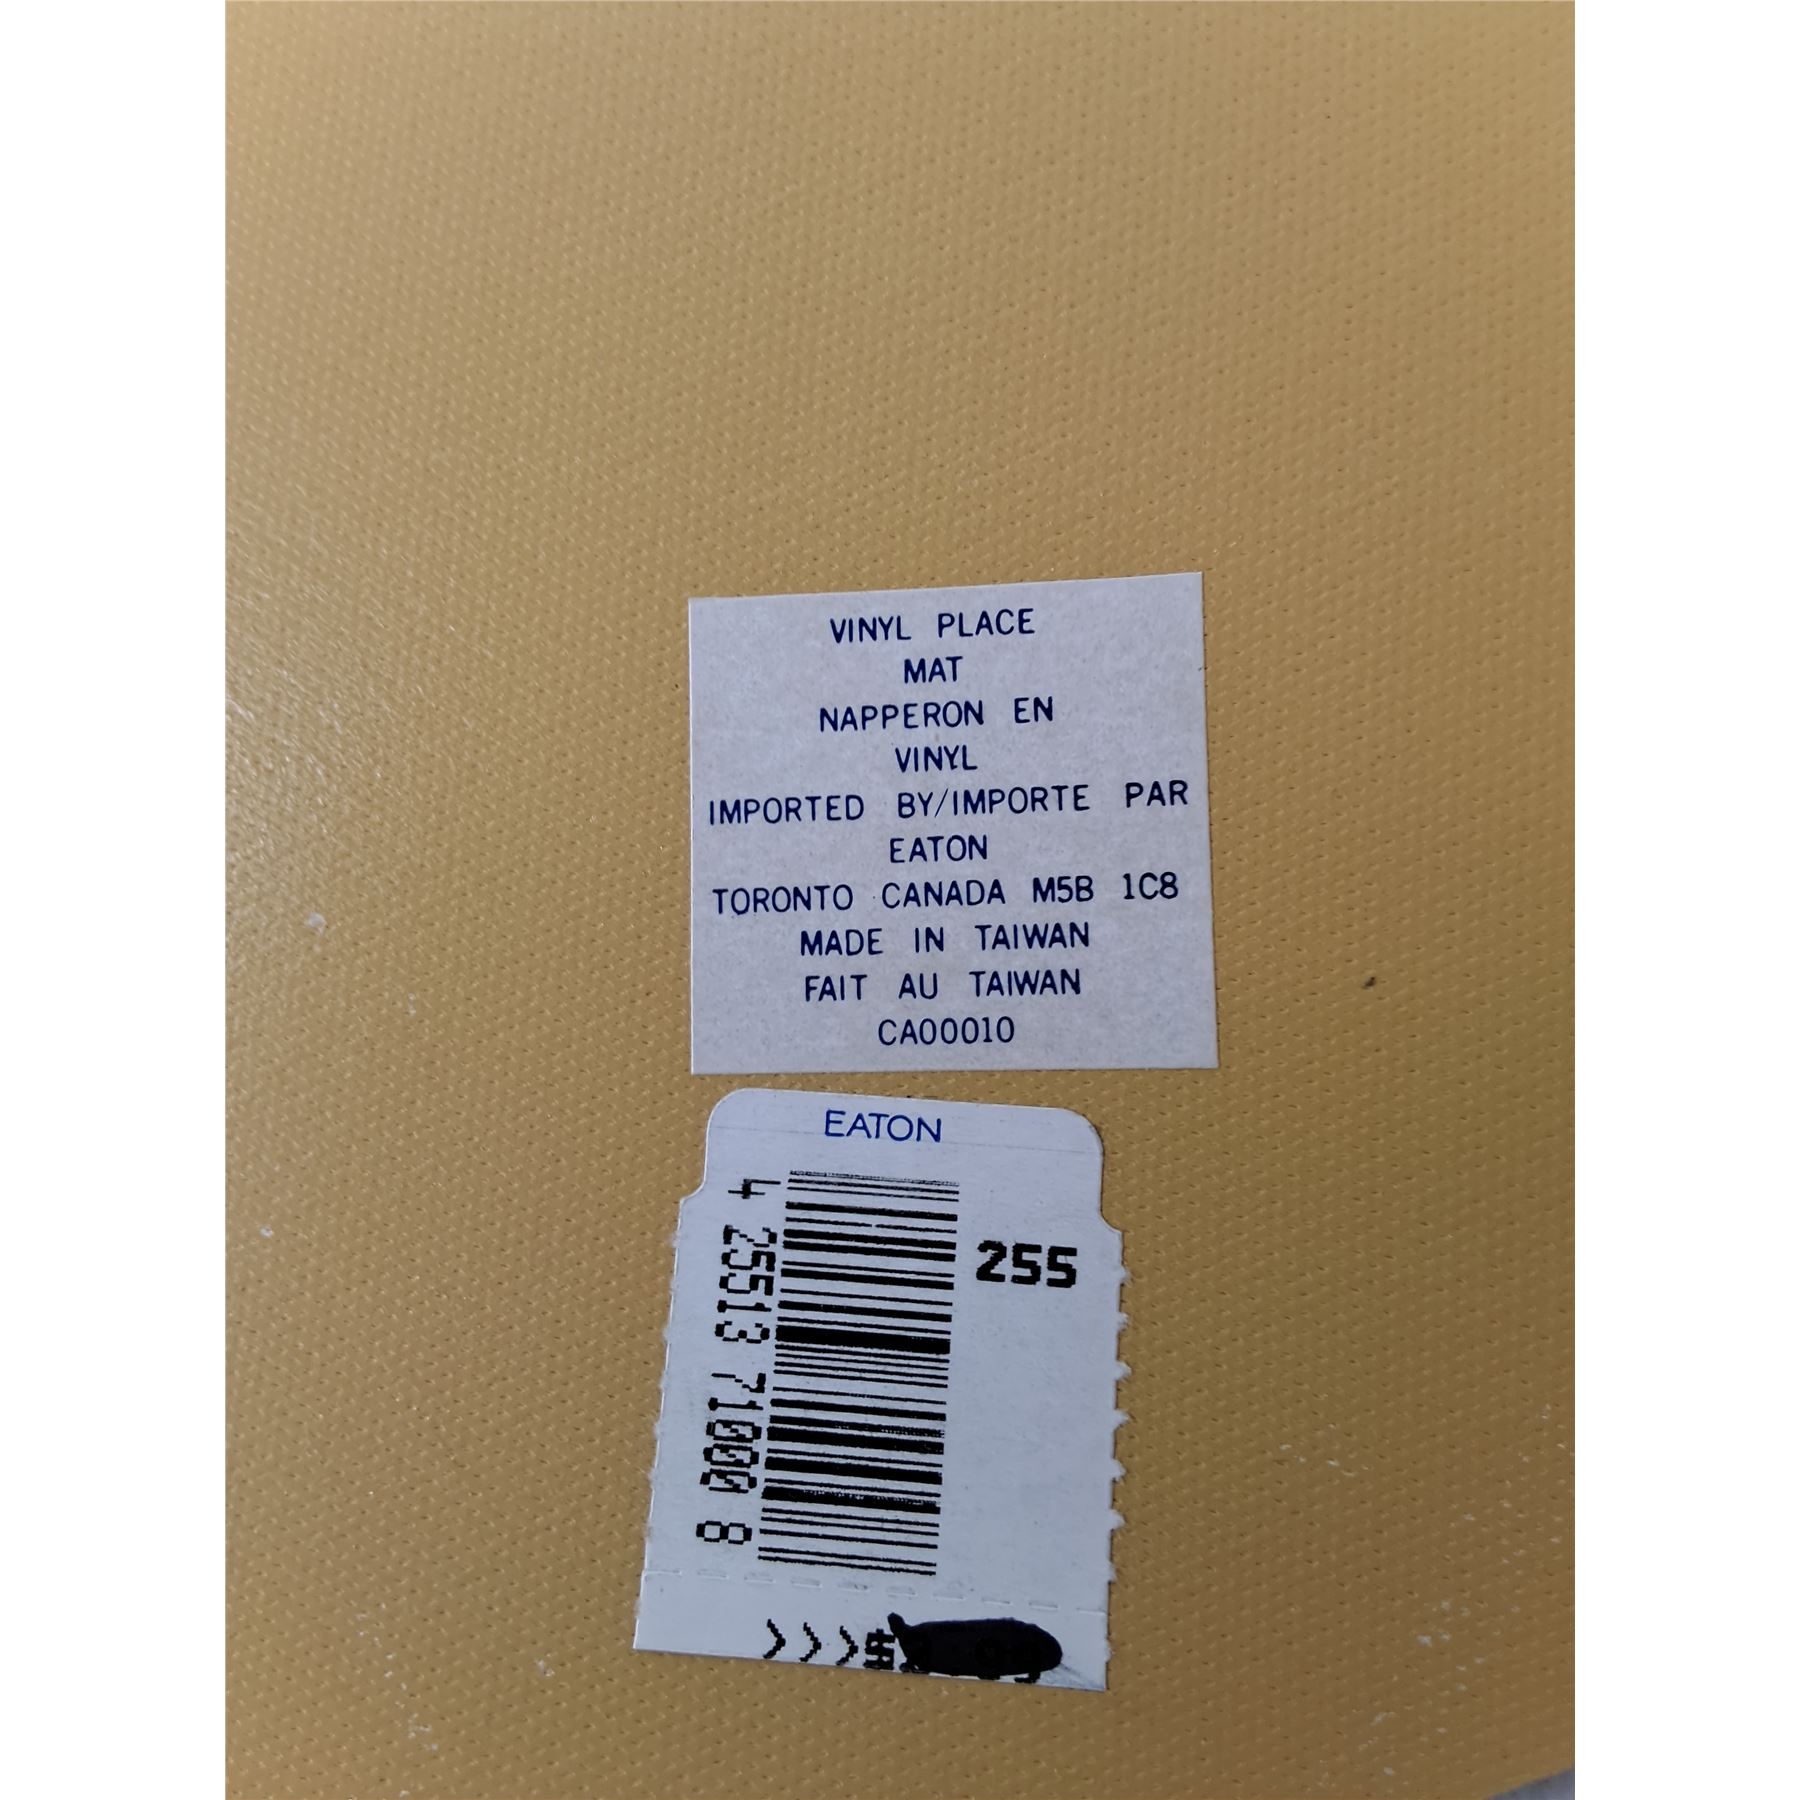 VINYL PLACE
MAT
NAPPERON EN
VINYL
IMPORTED BY/IMPORTE PAR
EATON
TORONTO CANADA M5B 1C8
MADE IN TAIWAN
FAIT AU TAIWAN
CA00010
EATON
255
4 25513 71000 8